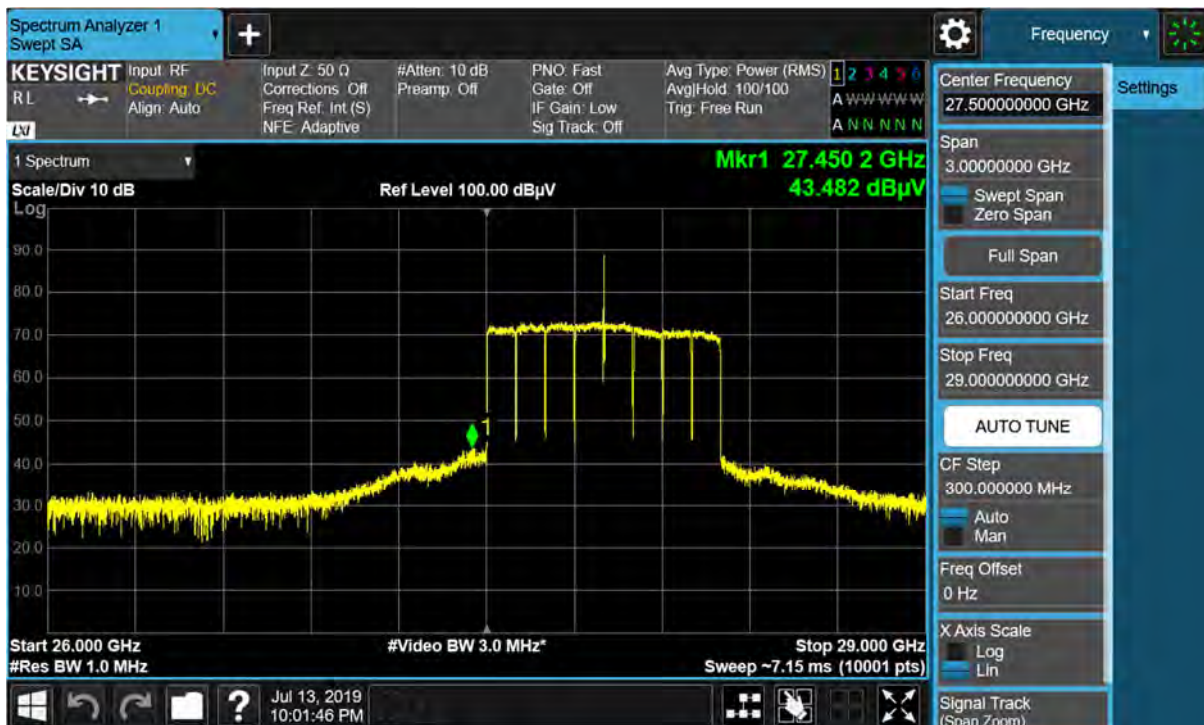 Spectrum Analyzer 1
Swept SA
+
Frequency
KEYSIGHT
RL
LXI
Input: RF
Coupling: DC
Align: Auto
Input Z: 50 Ω
Corrections: Off
Freq Ref: Int (S)
NFE: Adaptive
#Atten: 10 dB
Preamp: Off
PNO: Fast
Gate: Off
IF Gain: Low
Sig Track: Off
Avg Type: Power (RMS)
Avg|Hold: 100/100
Trig: Free Run
1 2 3 4 5 6
A W W W W W
A N N N N N
1 Spectrum
Scale/Div 10 dB
Log
Ref Level 100.00 dBµV
Mkr1 27.450 2 GHz
43.482 dBµV
90.0
80.0
70.0
60.0
50.0
40.0
30.0
20.0
10.0
1
Start 26.000 GHz
#Res BW 1.0 MHz
#Video BW 3.0 MHz*
Stop 29.000 GHz
Sweep ~7.15 ms (10001 pts)
Center Frequency
27.500000000 GHz
Settings
Span
3.00000000 GHz
Swept Span
Zero Span
Full Span
Start Freq
26.000000000 GHz
Stop Freq
29.000000000 GHz
AUTO TUNE
CF Step
300.000000 MHz
Auto
Man
Freq Offset
0 Hz
X Axis Scale
Log
Lin
Signal Track
(Span Zoom)
?
Jul 13, 2019
10:01:46 PM